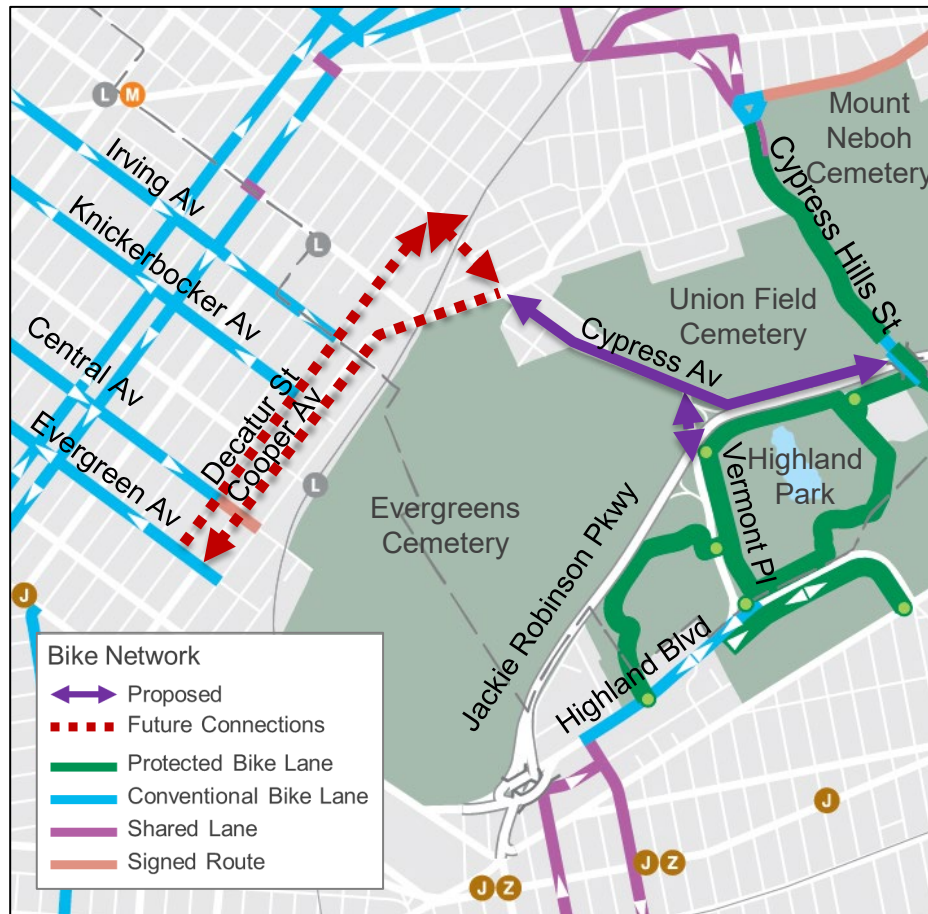 L M
Irving Av
Knickerbocker Av
Central Av
Evergreen Av
Decatur St
Cooper Av
L
L
J
Mount
Neboh
Cemetery
Cypress Hills St
Union Field
Cemetery
Cypress Av
Evergreens
Cemetery
Highland
Park
Vermont Pl
Jackie Robinson Pkwy
Highland Blvd
Bike Network
Proposed
Future Connections
Protected Bike Lane
Conventional Bike Lane
Shared Lane
Signed Route
J
J Z
J Z